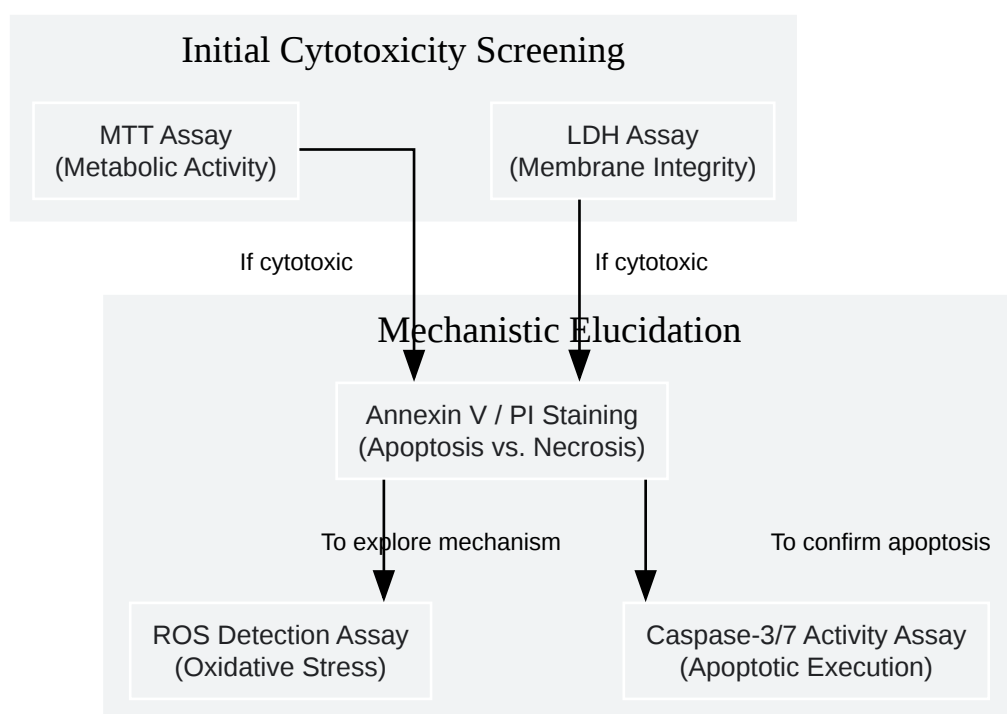 Initial Cytotoxicity Screening
MTT Assay
(Metabolic Activity)
LDH Assay
(Membrane Integrity)
If cytotoxic
If cytotoxic
Mechanistic Elucidation
Annexin V / PI Staining
(Apoptosis vs. Necrosis)
To explore mechanism
To confirm apoptosis
ROS Detection Assay
(Oxidative Stress)
Caspase-3/7 Activity Assay
(Apoptotic Execution)